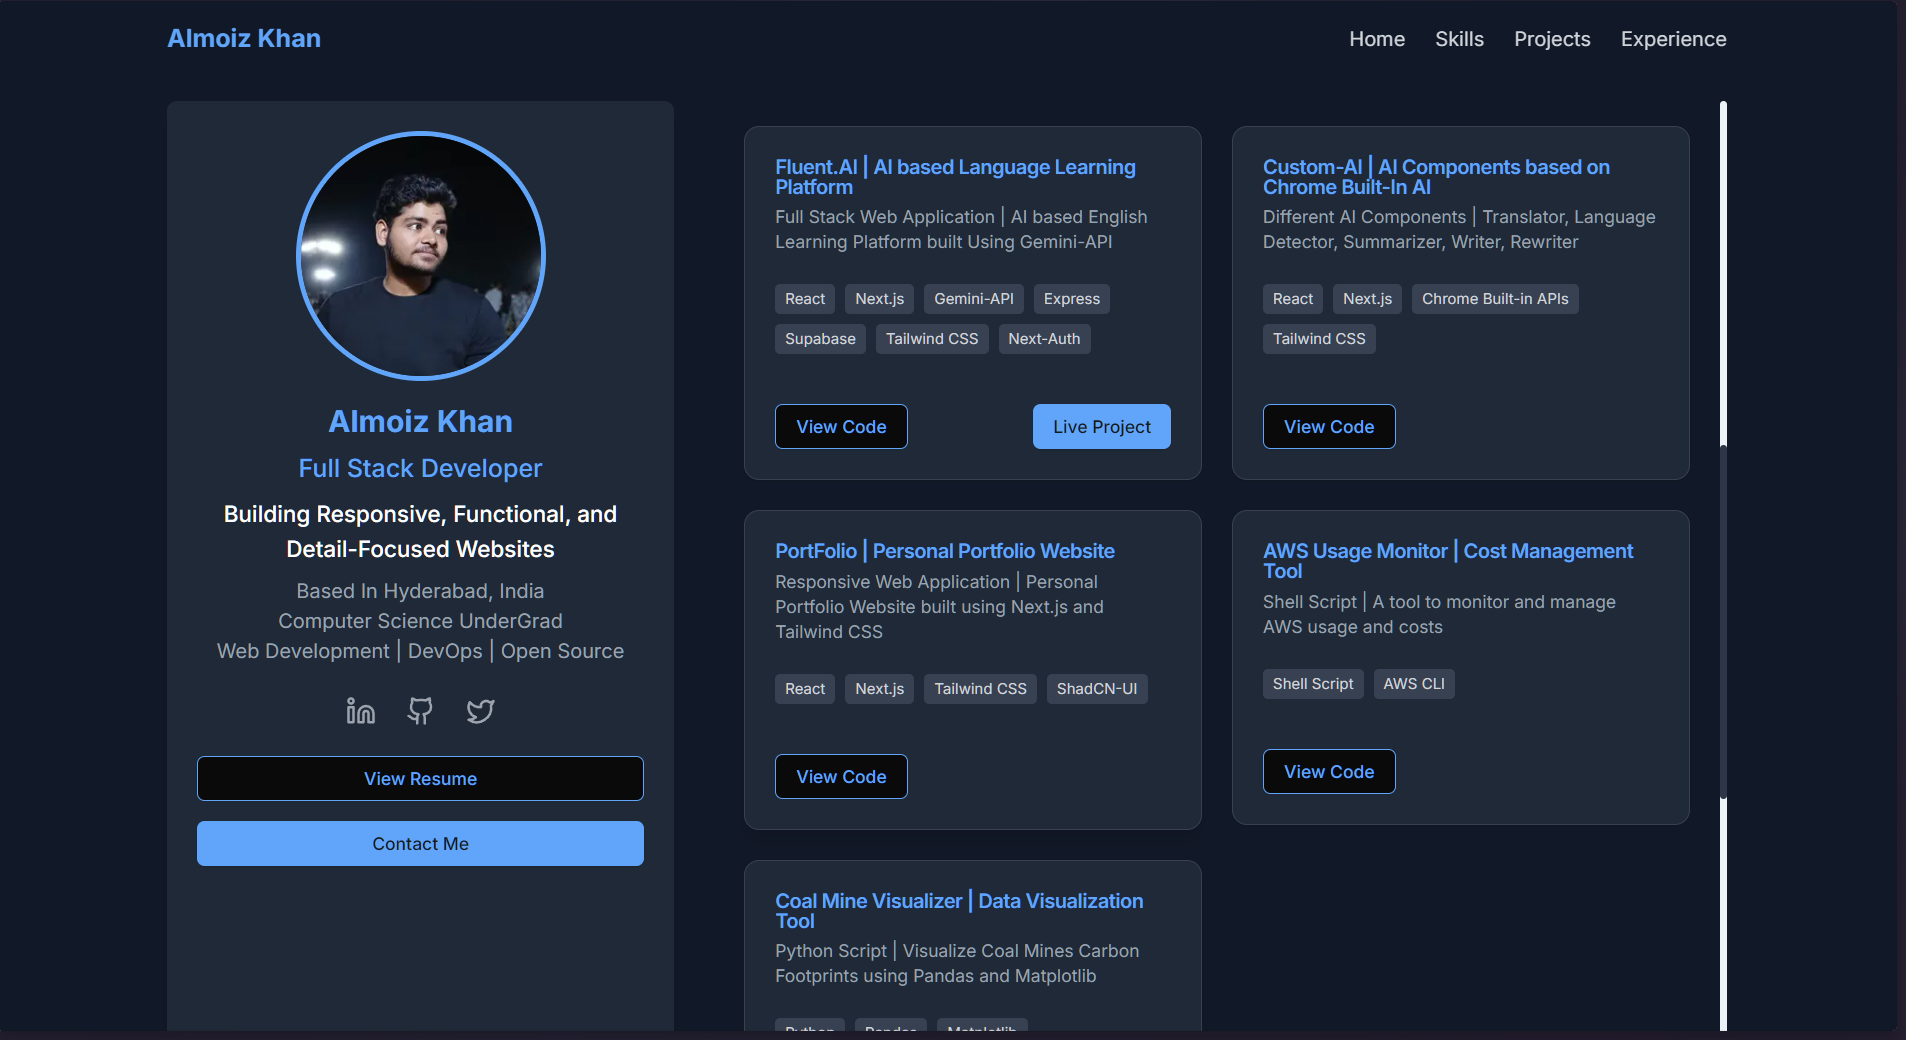 Almoiz Khan
Home Skills Projects Experience
Almoiz Khan
Full Stack Developer
Building Responsive, Functional, and
Detail-Focused Websites
Based In Hyderabad, India
Computer Science UnderGrad
Web Development | DevOps | Open Source
View Resume
Contact Me
Fluent.AI | AI based Language Learning
Platform
Full Stack Web Application | AI based English
Learning Platform built Using Gemini-API
React Next.js Gemini-API Express
Supabase Tailwind CSS Next-Auth
View Code Live Project
Custom-AI | AI Components based on
Chrome Built-In AI
Different AI Components | Translator, Language
Detector, Summarizer, Writer, Rewriter
React Next.js Chrome Built-in APIs
Tailwind CSS
View Code
PortFolio | Personal Portfolio Website
Responsive Web Application | Personal
Portfolio Website built using Next.js and
Tailwind CSS
React Next.js Tailwind CSS ShadCN-UI
View Code
AWS Usage Monitor | Cost Management
Tool
Shell Script | A tool to monitor and manage
AWS usage and costs
Shell Script AWS CLI
View Code
Coal Mine Visualizer | Data Visualization
Tool
Python Script | Visualize Coal Mines Carbon
Footprints using Pandas and Matplotlib
Python Pandas Matplotlib